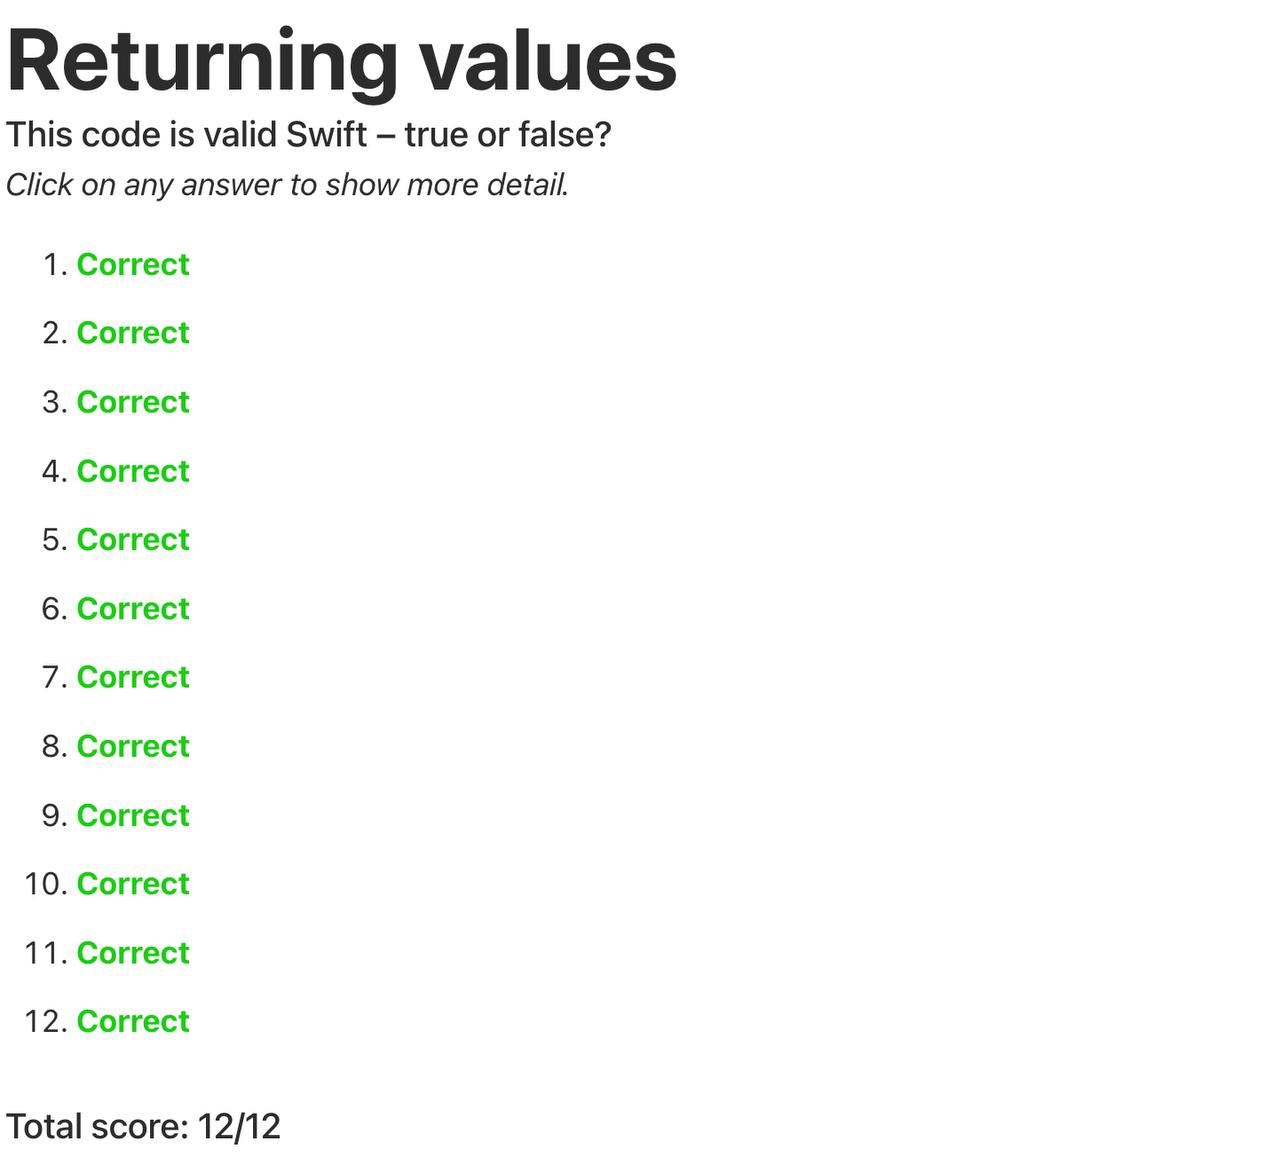 Returning values
This code is valid Swift – true or false?
Click on any answer to show more detail.
1. Correct
2. Correct
3. Correct
4. Correct
5. Correct
6. Correct
7. Correct
8. Correct
9. Correct
10. Correct
11. Correct
12. Correct
Total score: 12/12